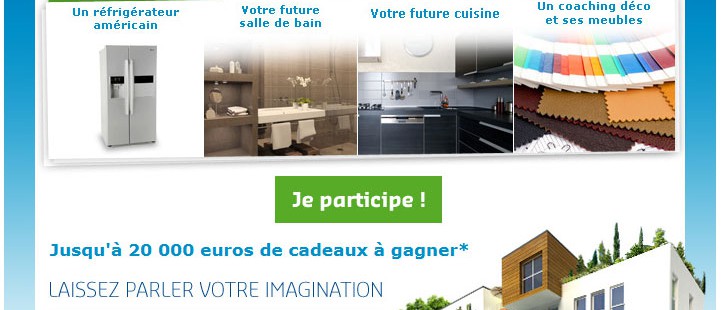 Un réfrigérateur
américain
Votre future
salle de bain
Votre future cuisine
Un coaching déco
et ses meubles
Je participe !
Jusqu'à 20 000 euros de cadeaux à gagner*
LAISSEZ PARLER VOTRE IMAGINATION